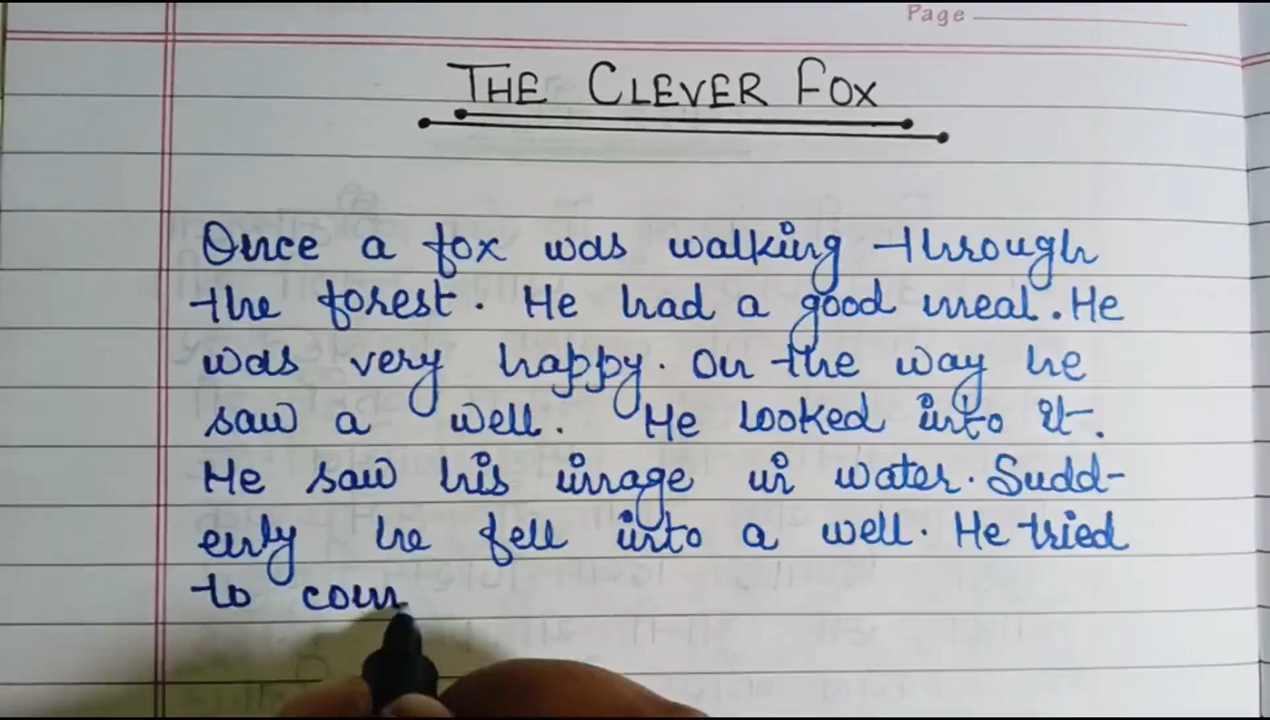 Page
THE CLEVER FOX
Once a fox was walking through
the forest. He had a good meal. He
was very happy. On the way he
saw a well. He looked into it.
He saw his image in water. Sudd-
enly he fell into a well. He tried
to com